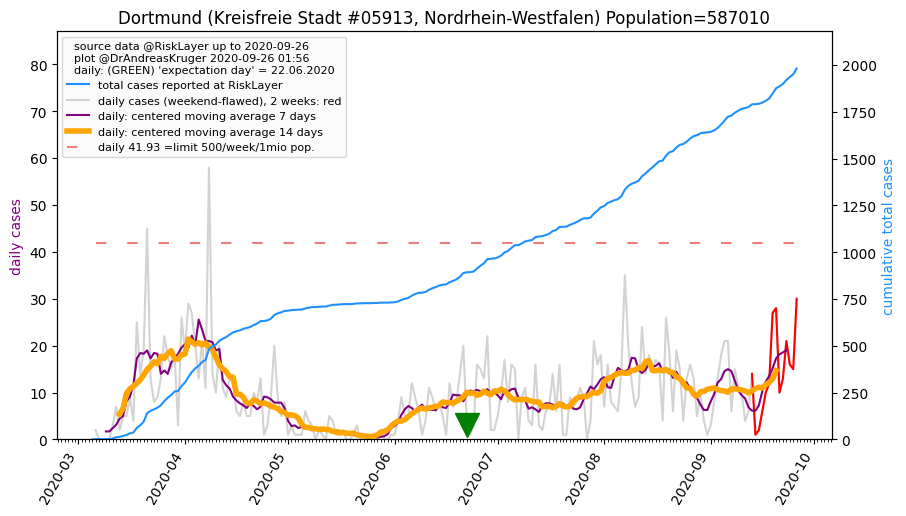 Dortmund (Kreisfreie Stadt #05913, Nordrhein-Westfalen) Population=587010
source data @RiskLayer up to 2020-09-26
plot @DrAndreasKruger 2020-09-26 01:56
daily: (GREEN) 'expectation day' = 22.06.2020
total cases reported at RiskLayer
daily cases (weekend-flawed), 2 weeks: red
daily: centered moving average 7 days
daily: centered moving average 14 days
daily 41.93 =limit 500/week/1mio pop.
daily cases
80
70
60
50
40
30
20
10
0
2000
1750
1500
1250
1000
750
500
250
0
cumulative total cases
2020-03
2020-04
2020-05
2020-06
2020-07
2020-08
2020-09
2020-10